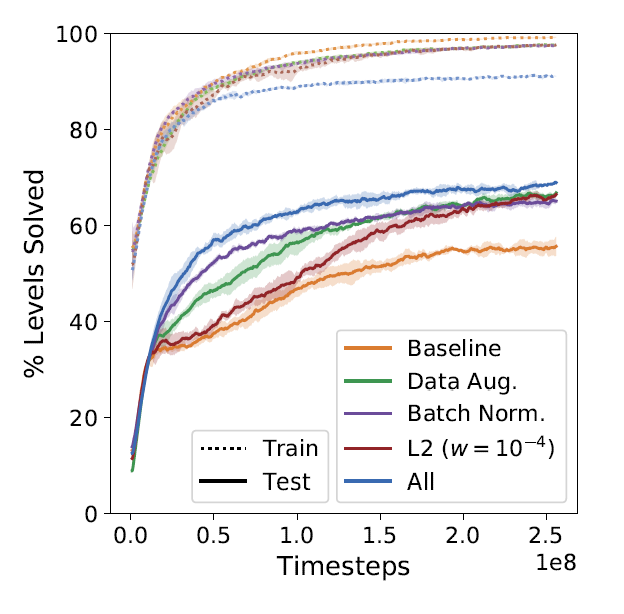 100
80
60
40
20
0
% Levels Solved
Baseline
Data Aug.
Batch Norm.
L2 (w = 10⁻⁴)
All
Train
Test
0.0 0.5 1.0 1.5 2.0 2.5
1e8
Timesteps